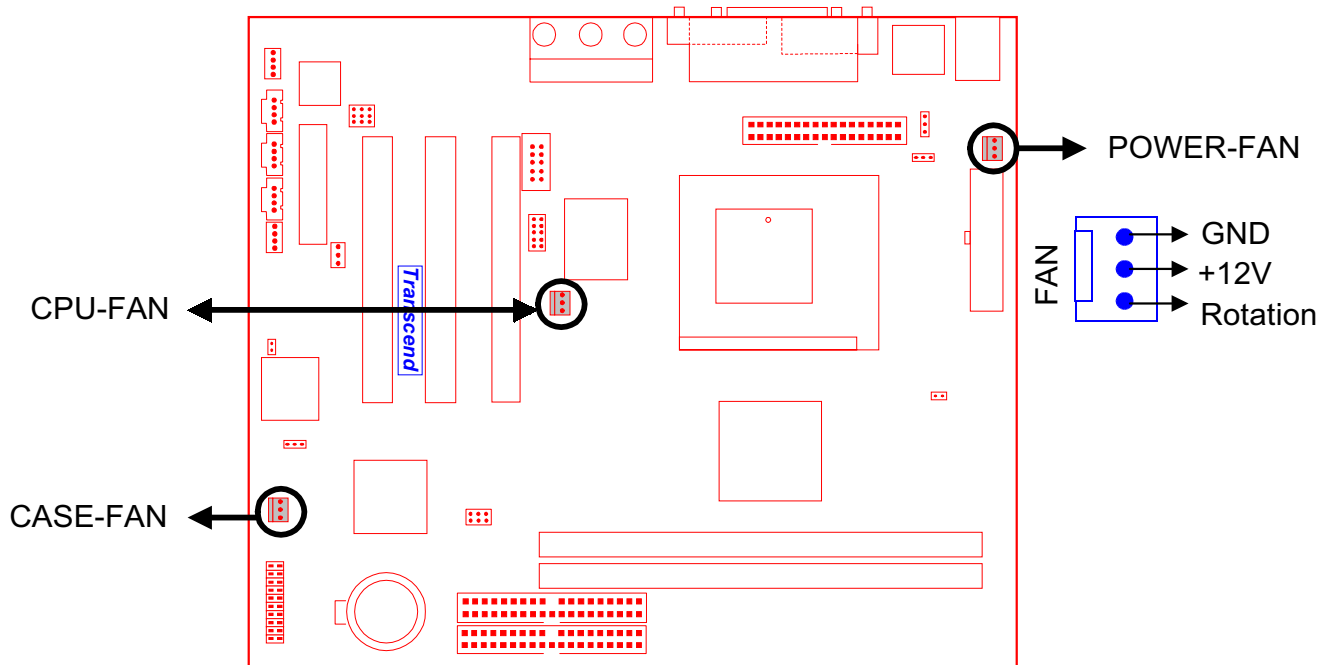 POWER-FAN
FAN
GND
+12V
Rotation
CPU-FAN
Transcend
CASE-FAN